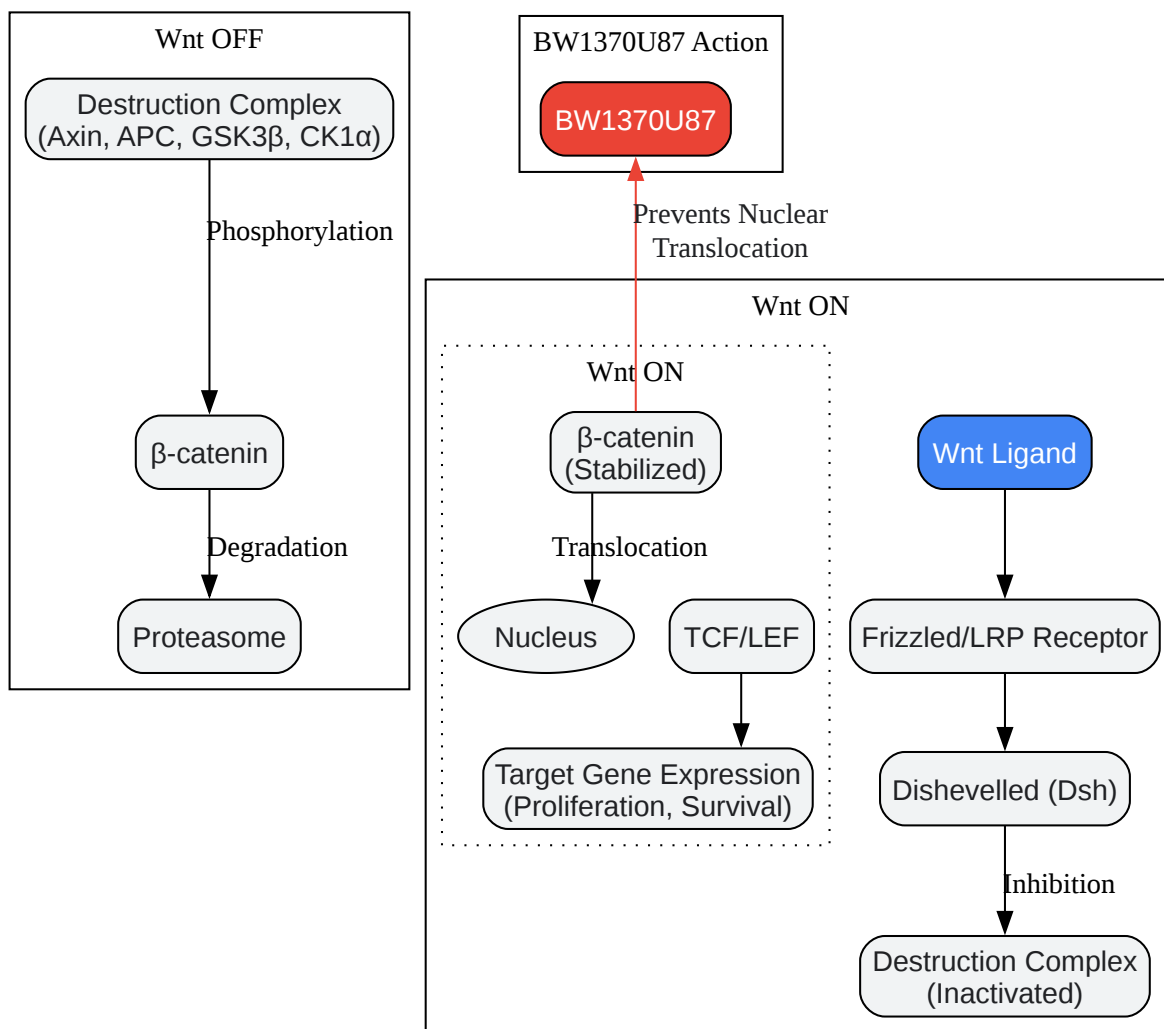 Wnt OFF
Destruction Complex
(Axin, APC, GSK3β, CK1α)
Phosphorylation
β-catenin
Degradation
Proteasome
BW1370U87 Action
BW1370U87
Prevents Nuclear
Translocation
Wnt ON
Wnt ON
β-catenin
(Stabilized)
Translocation
Nucleus
TCF/LEF
Target Gene Expression
(Proliferation, Survival)
Wnt Ligand
Frizzled/LRP Receptor
Dishevelled (Dsh)
Inhibition
Destruction Complex
(Inactivated)